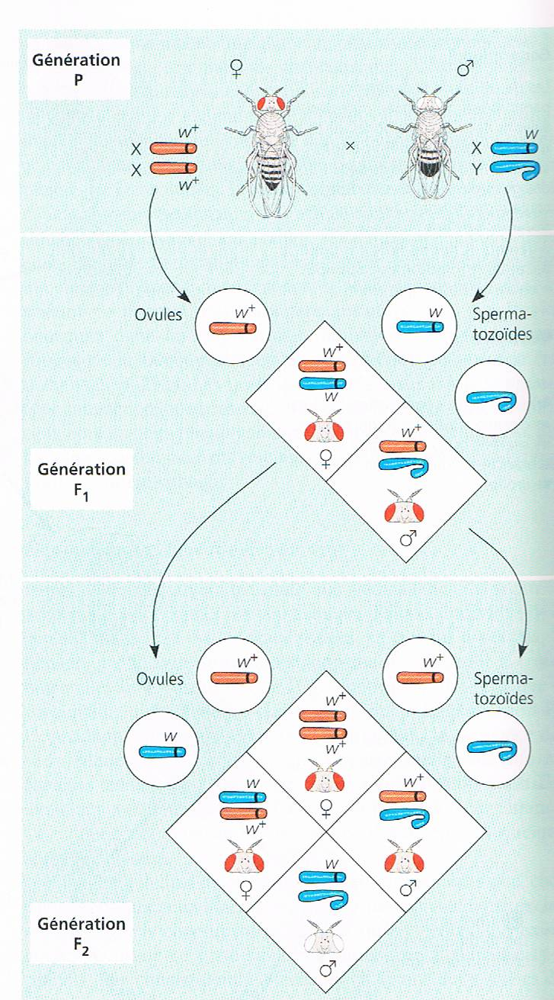 Génération
P
♀
♂
w+
X
X
w+
×
w
X
Y
Ovules
w+
w
Sperma-
tozoïdes
w+
w
♀
w+
♂
Génération
F1
Ovules
w+
w+
Sperma-
tozoïdes
w
w+
w+
♀
w
w+
♀
w+
♂
w
♂
Génération
F2